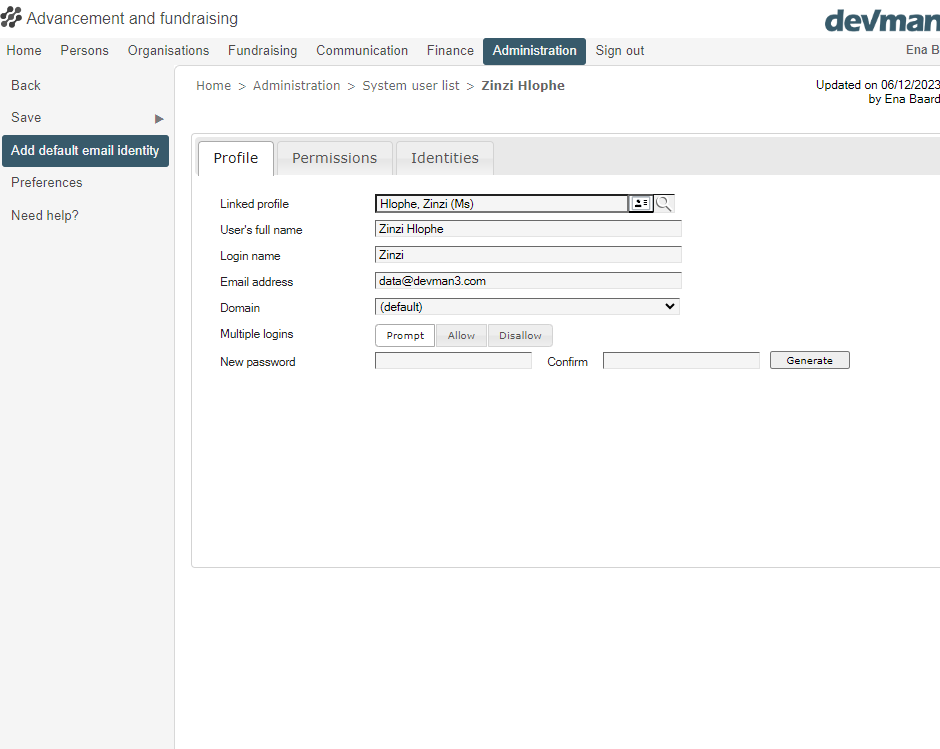 Advancement and fundraising
devman
Home Persons Organisations Fundraising Communication Finance Administration Sign out Ena B
Back
Save
Add default email identity
Preferences
Need help?
Home > Administration > System user list > Zinzi Hlophe
Updated on 06/12/2023
by Ena Baard
Profile Permissions Identities
Linked profile Hlophe, Zinzi (Ms)
User's full name Zinzi Hlophe
Login name Zinzi
Email address data@devman3.com
Domain (default)
Multiple logins Prompt Allow Disallow
New password Confirm Generate